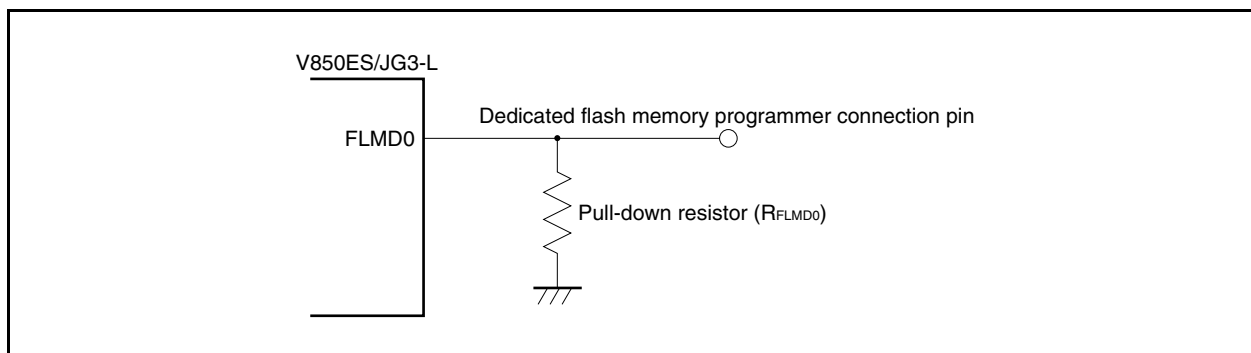 V850ES/JG3-L
Dedicated flash memory programmer connection pin
FLMD0
Pull-down resistor (RFLMD0)